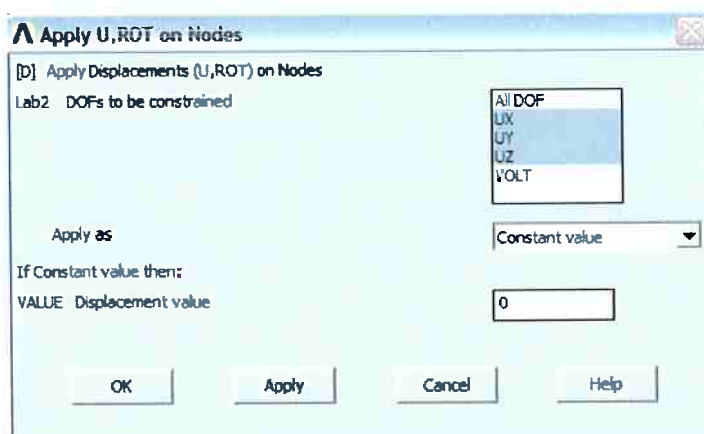 Apply U,ROT on Nodes
[D] Apply Displacements (U,ROT) on Nodes
Lab2 DOFs to be constrained
All DOF
UX
UY
UZ
VOLT
Apply as
Constant value
If Constant value then:
VALUE Displacement value
0
OK Apply Cancel Help